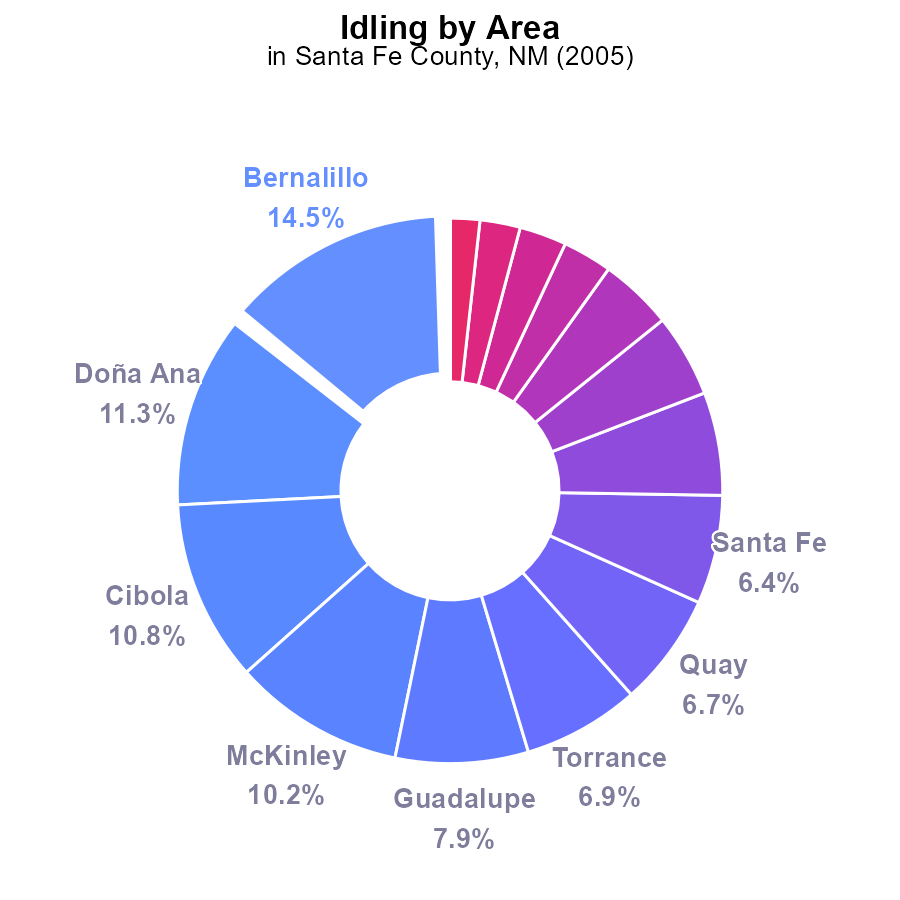 Idling by Area
in Santa Fe County, NM (2005)
Bernalillo
14.5%
Doña Ana
11.3%
Cibola
10.8%
McKinley
10.2%
Guadalupe
7.9%
Torrance
6.9%
Quay
6.7%
Santa Fe
6.4%